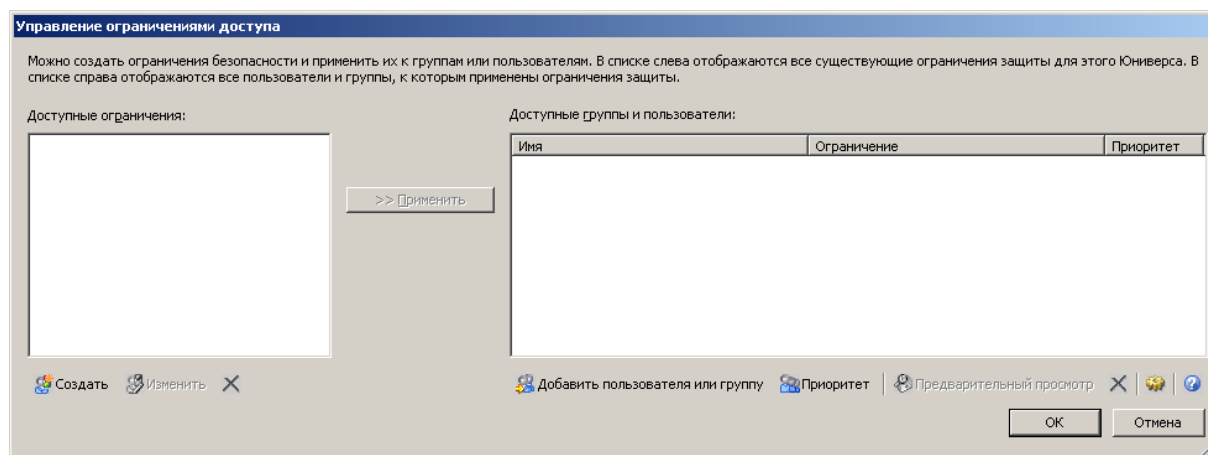 Управление ограничениями доступа
Можно создать ограничения безопасности и применить их к группам или пользователям. В списке слева отображаются все существующие ограничения защиты для этого Юниверса. В
списке справа отображаются все пользователи и группы, к которым применены ограничения защиты.
Доступные ограничения:
Доступные группы и пользователи:
Имя Ограничение Приоритет
>> Применить
Создать Изменить
Добавить пользователя или группу Приоритет Предварительный просмотр
OK Отмена